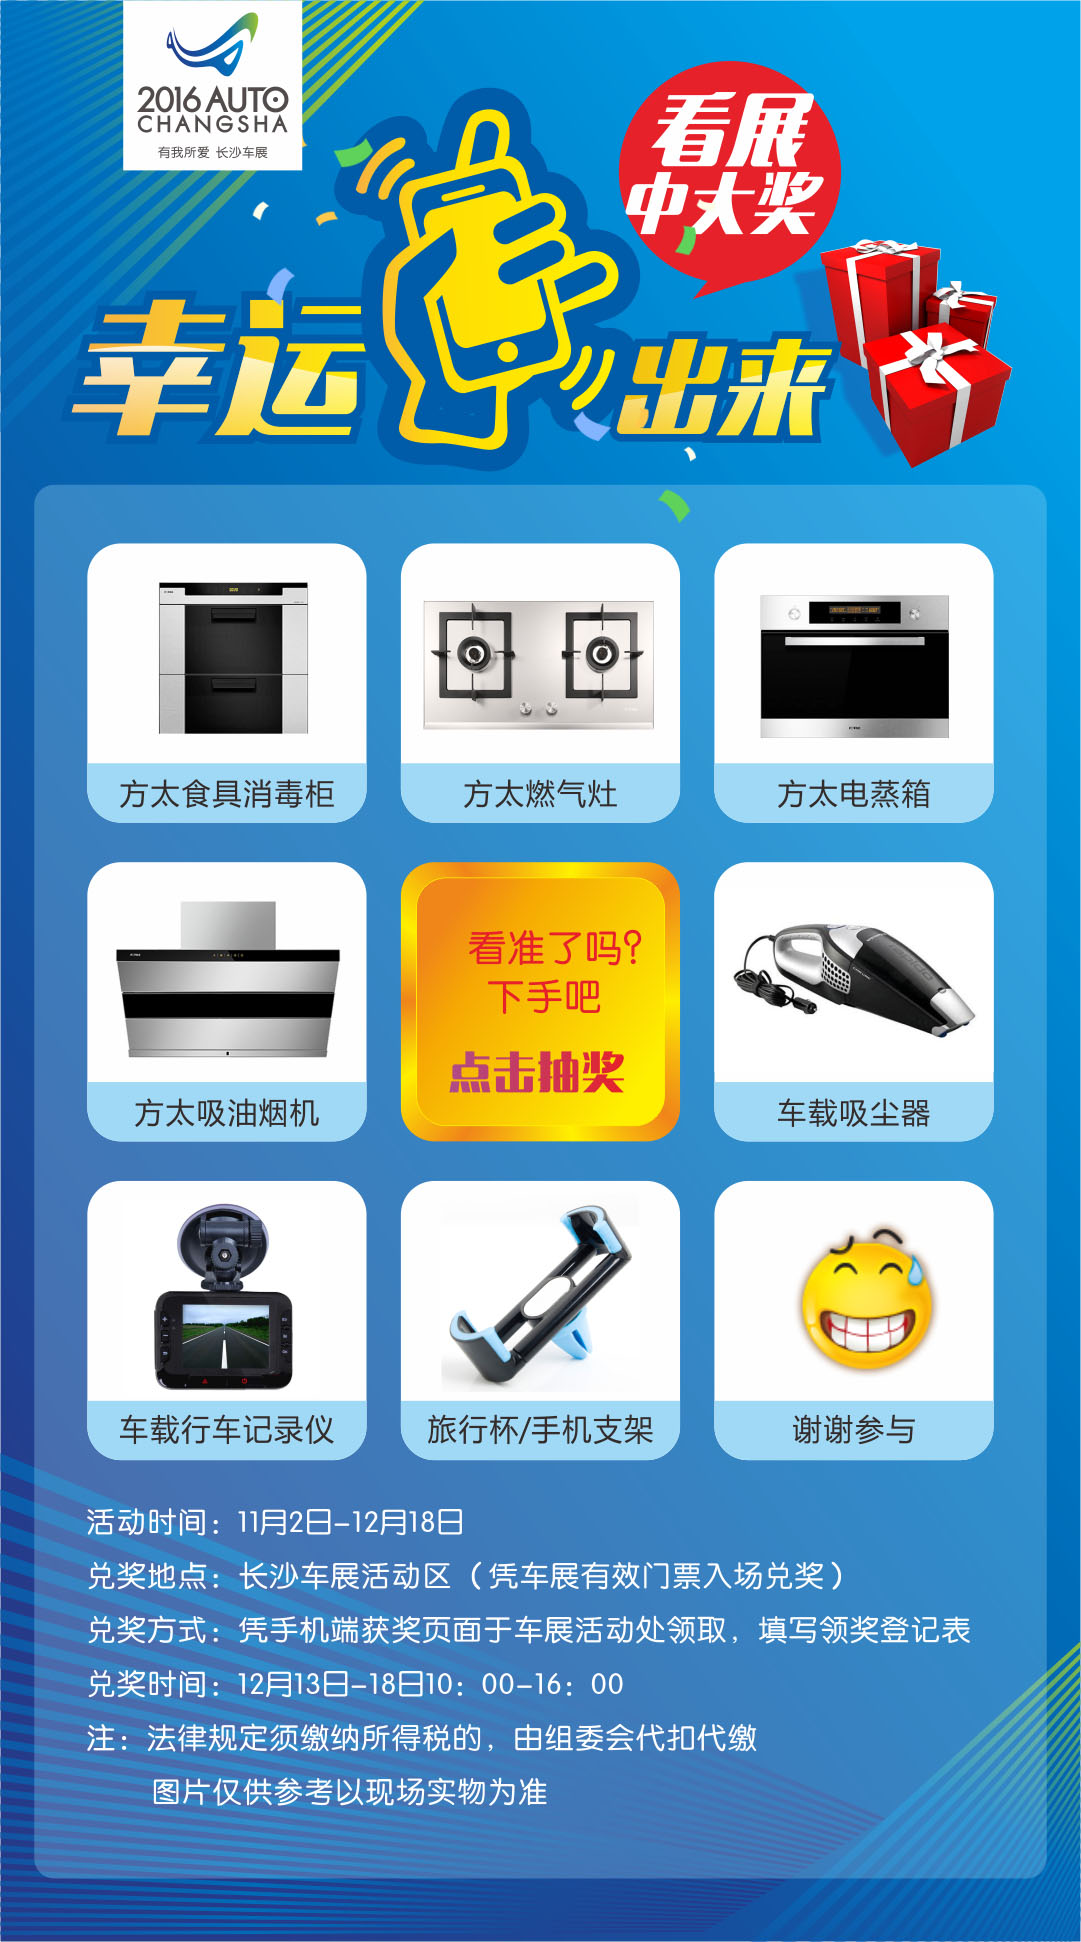 2016 AUTO
CHANGSHA
有我所爱 长沙车展
看展
中大奖
幸运
出来
方太食具消毒柜
方太燃气灶
方太电蒸箱
方太吸油烟机
看准了吗?
下手吧
点击抽奖
车载吸尘器
车载行车记录仪
旅行杯/手机支架
谢谢参与
活动时间：11月2日-12月18日
兑奖地点：长沙车展活动区（凭车展有效门票入场兑奖）
兑奖方式：凭手机端获奖页面于车展活动处领取，填写领奖登记表
兑奖时间：12月13日-18日10：00-16：00
注：法律规定须缴纳所得税的，由组委会代扣代缴
图片仅供参考以现场实物为准